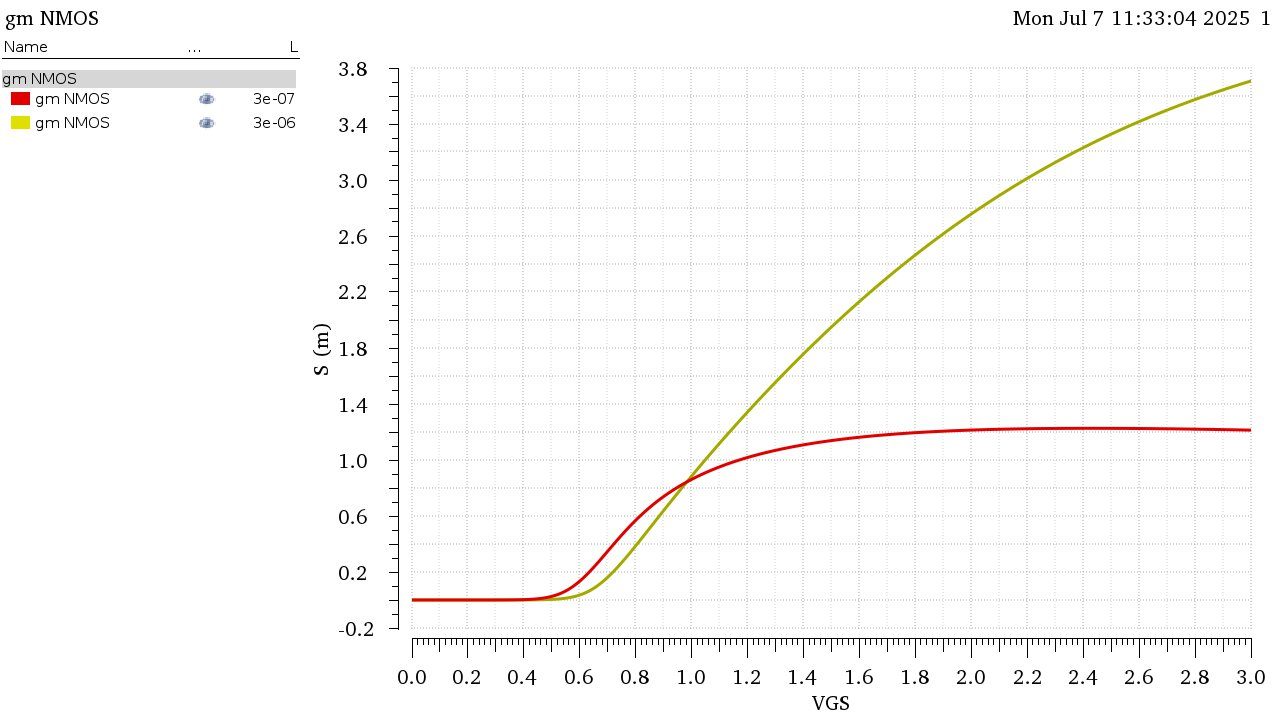 gm NMOS
Mon Jul 7 11:33:04 2025 1
Name ... L
gm NMOS
gm NMOS 3e-07
gm NMOS 3e-06
3.8
3.4
3.0
2.6
2.2
1.8
1.4
1.0
0.6
0.2
-0.2
S (m)
0.0 0.2 0.4 0.6 0.8 1.0 1.2 1.4 1.6 1.8 2.0 2.2 2.4 2.6 2.8 3.0
VGS